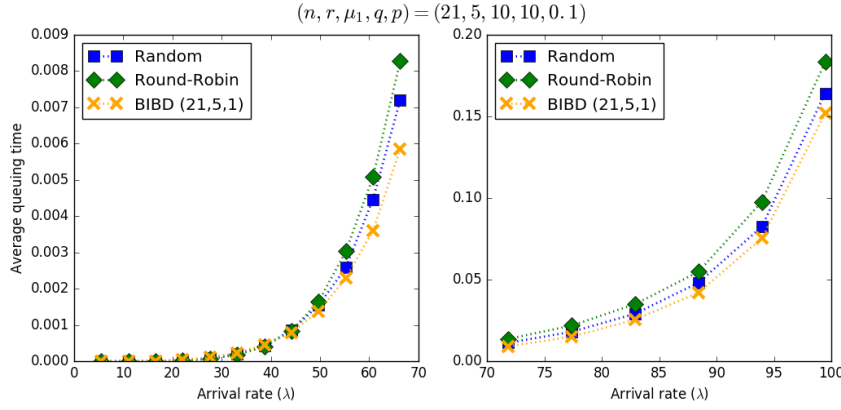 (n, r, μ₁, q, p) = (21, 5, 10, 10, 0.1)
Average queuing time
0.009
0.008
0.007
0.006
0.005
0.004
0.003
0.002
0.001
0.000
Random
Round-Robin
BIBD (21,5,1)
0 10 20 30 40 50 60 70
Arrival rate (λ)
0.20
0.15
0.10
0.05
0.00
Random
Round-Robin
BIBD (21,5,1)
70 75 80 85 90 95 100
Arrival rate (λ)